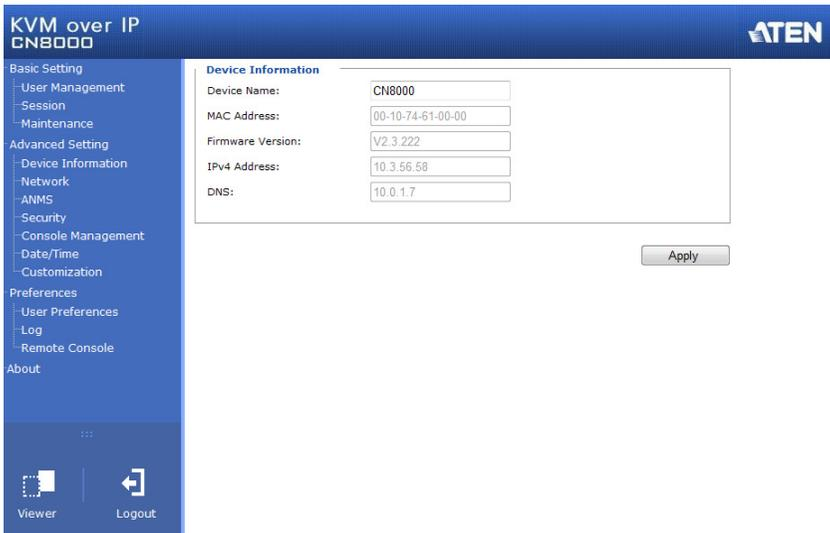 KVM over IP
CN8000
ATEN
Basic Setting
User Management
Session
Maintenance
Advanced Setting
Device Information
Network
ANMS
Security
Console Management
Date/Time
Customization
Preferences
User Preferences
Log
Remote Console
About
Viewer
Logout
Device Information
Device Name: CN8000
MAC Address: 00-10-74-61-00-00
Firmware Version: V2.3.222
IPv4 Address: 10.3.56.58
DNS: 10.0.1.7
Apply